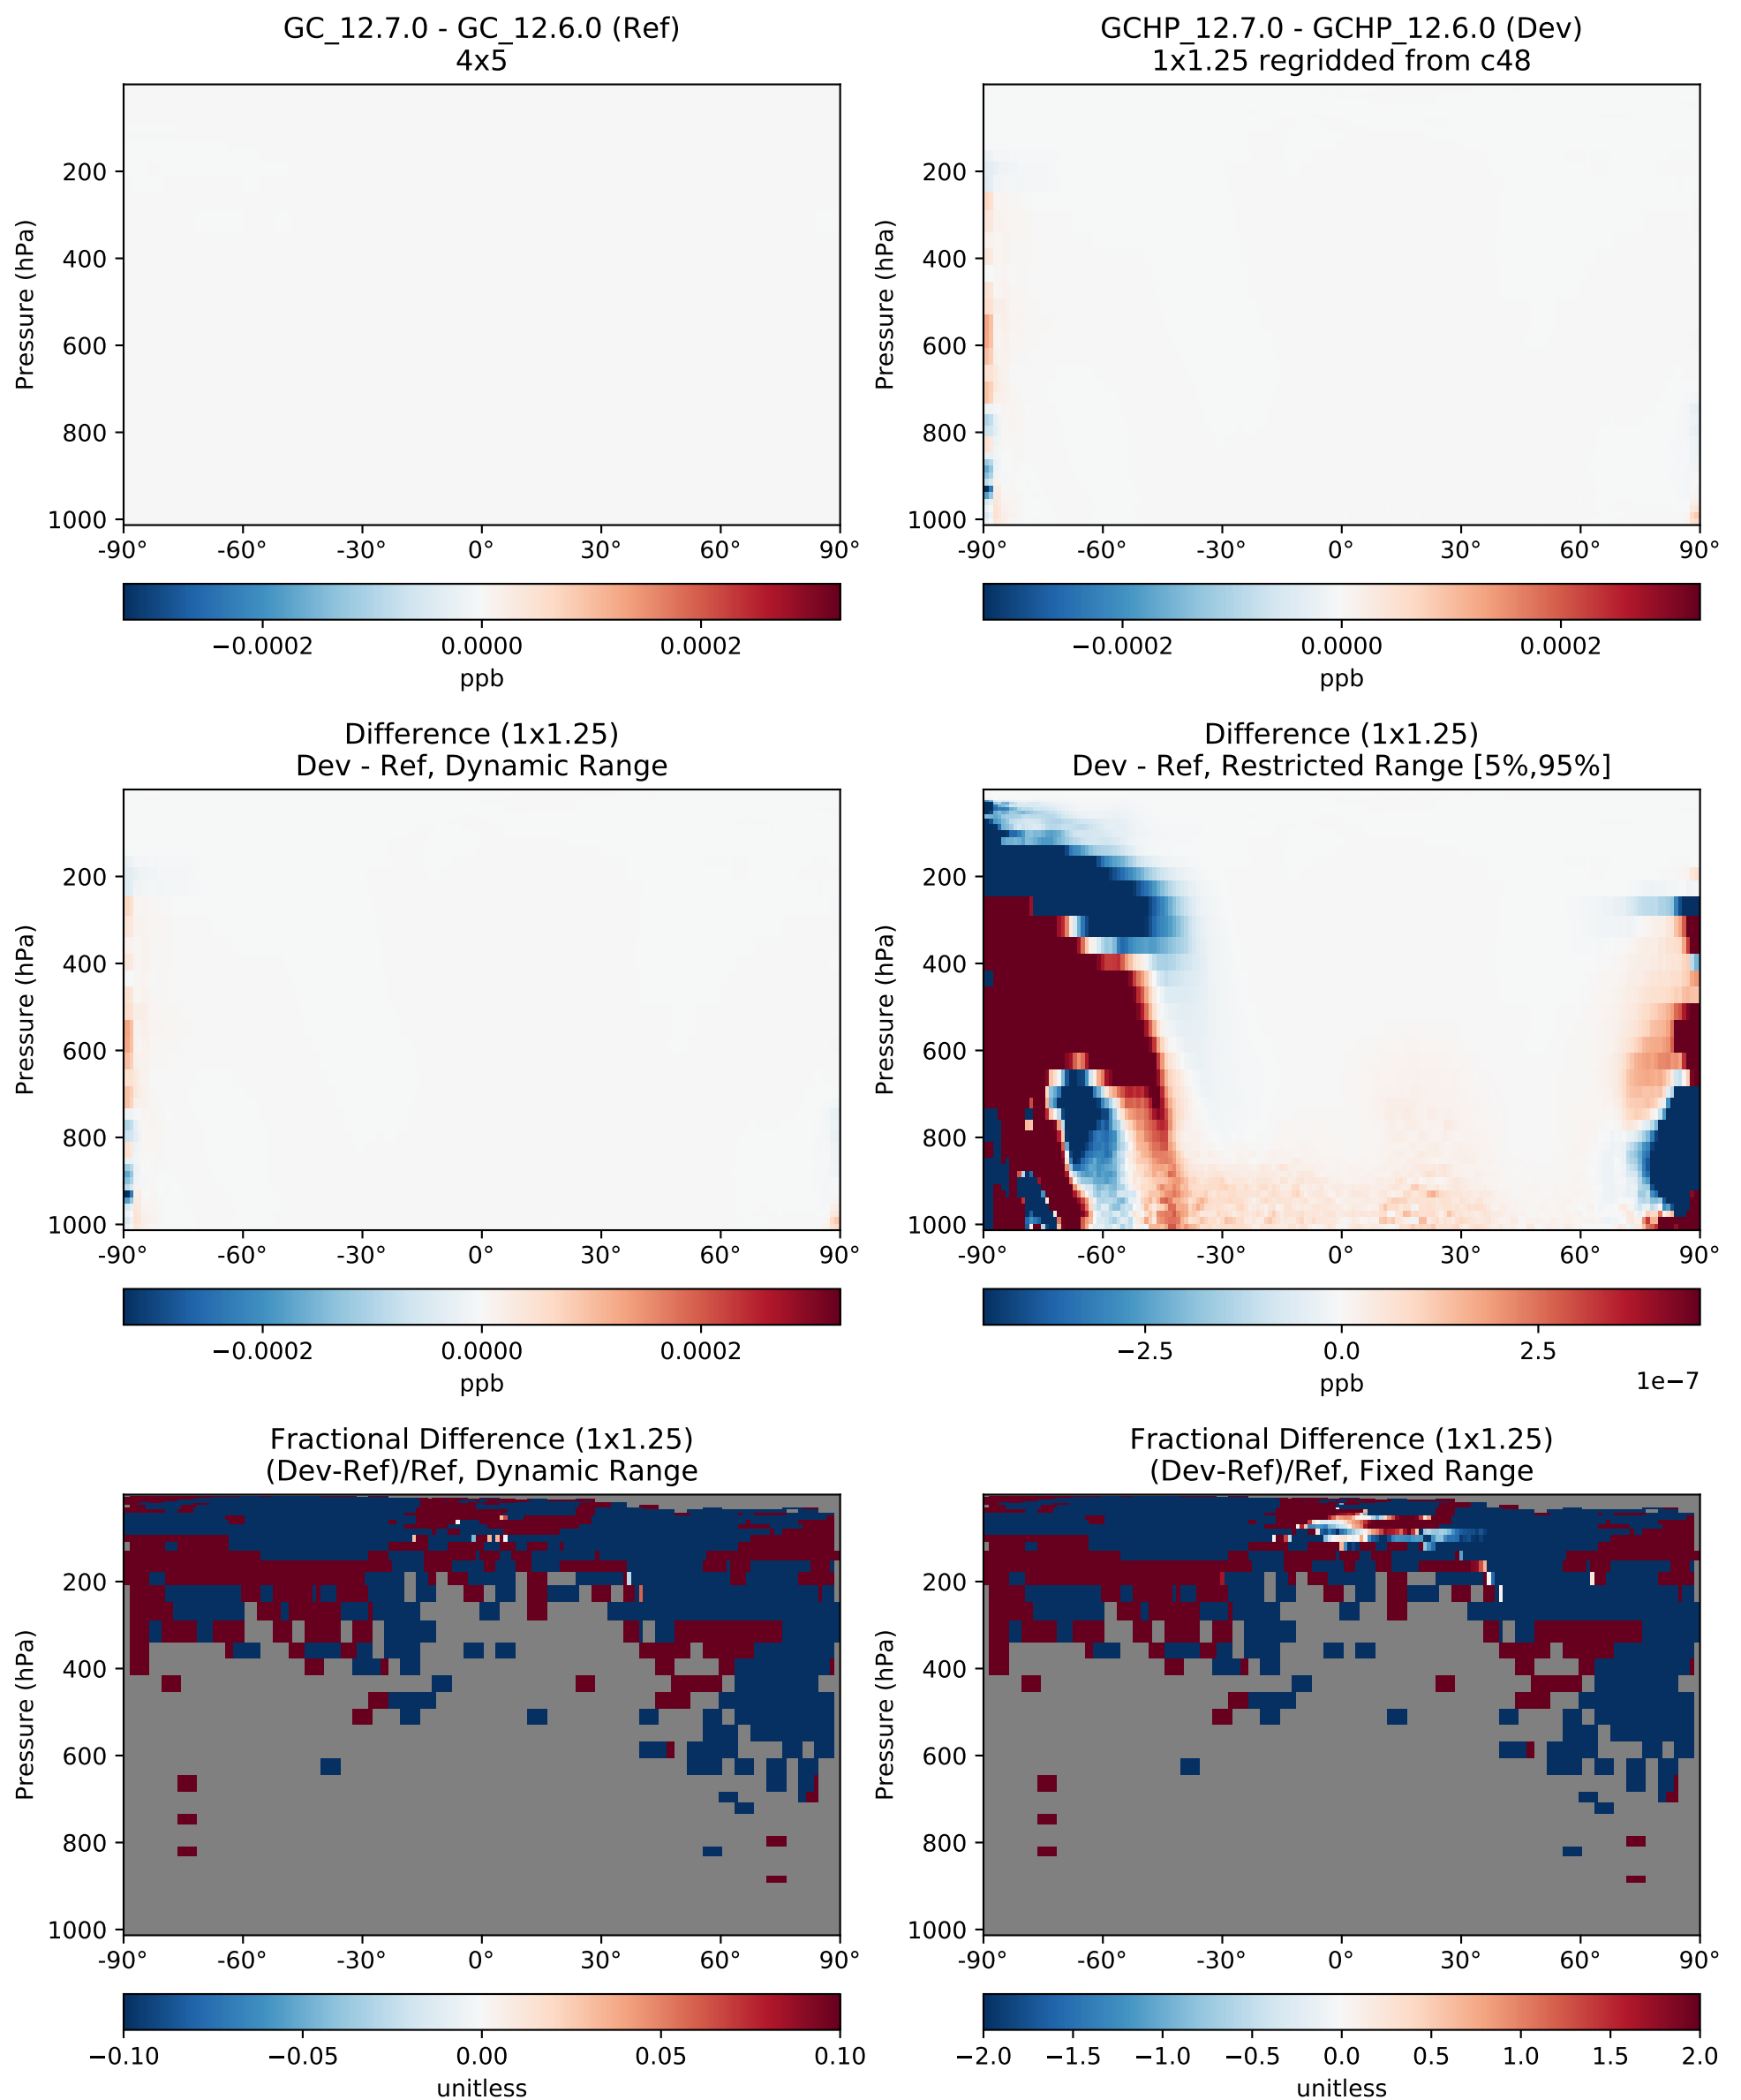 GC_12.7.0 - GC_12.6.0 (Ref)
4x5
Pressure (hPa)
200
400
600
800
1000
-90° -60° -30° 0° 30° 60° 90°
−0.0002 0.0000 0.0002
ppb
GCHP_12.7.0 - GCHP_12.6.0 (Dev)
1x1.25 regridded from c48
Pressure (hPa)
200
400
600
800
1000
-90° -60° -30° 0° 30° 60° 90°
−0.0002 0.0000 0.0002
ppb
Difference (1x1.25)
Dev - Ref, Dynamic Range
Pressure (hPa)
200
400
600
800
1000
-90° -60° -30° 0° 30° 60° 90°
−0.0002 0.0000 0.0002
ppb
Difference (1x1.25)
Dev - Ref, Restricted Range [5%,95%]
Pressure (hPa)
200
400
600
800
1000
-90° -60° -30° 0° 30° 60° 90°
−2.5 0.0 2.5
ppb 1e−7
Fractional Difference (1x1.25)
(Dev-Ref)/Ref, Dynamic Range
Pressure (hPa)
200
400
600
800
1000
-90° -60° -30° 0° 30° 60° 90°
−0.10 −0.05 0.00 0.05 0.10
unitless
Fractional Difference (1x1.25)
(Dev-Ref)/Ref, Fixed Range
Pressure (hPa)
200
400
600
800
1000
-90° -60° -30° 0° 30° 60° 90°
−2.0 −1.5 −1.0 −0.5 0.0 0.5 1.0 1.5 2.0
unitless